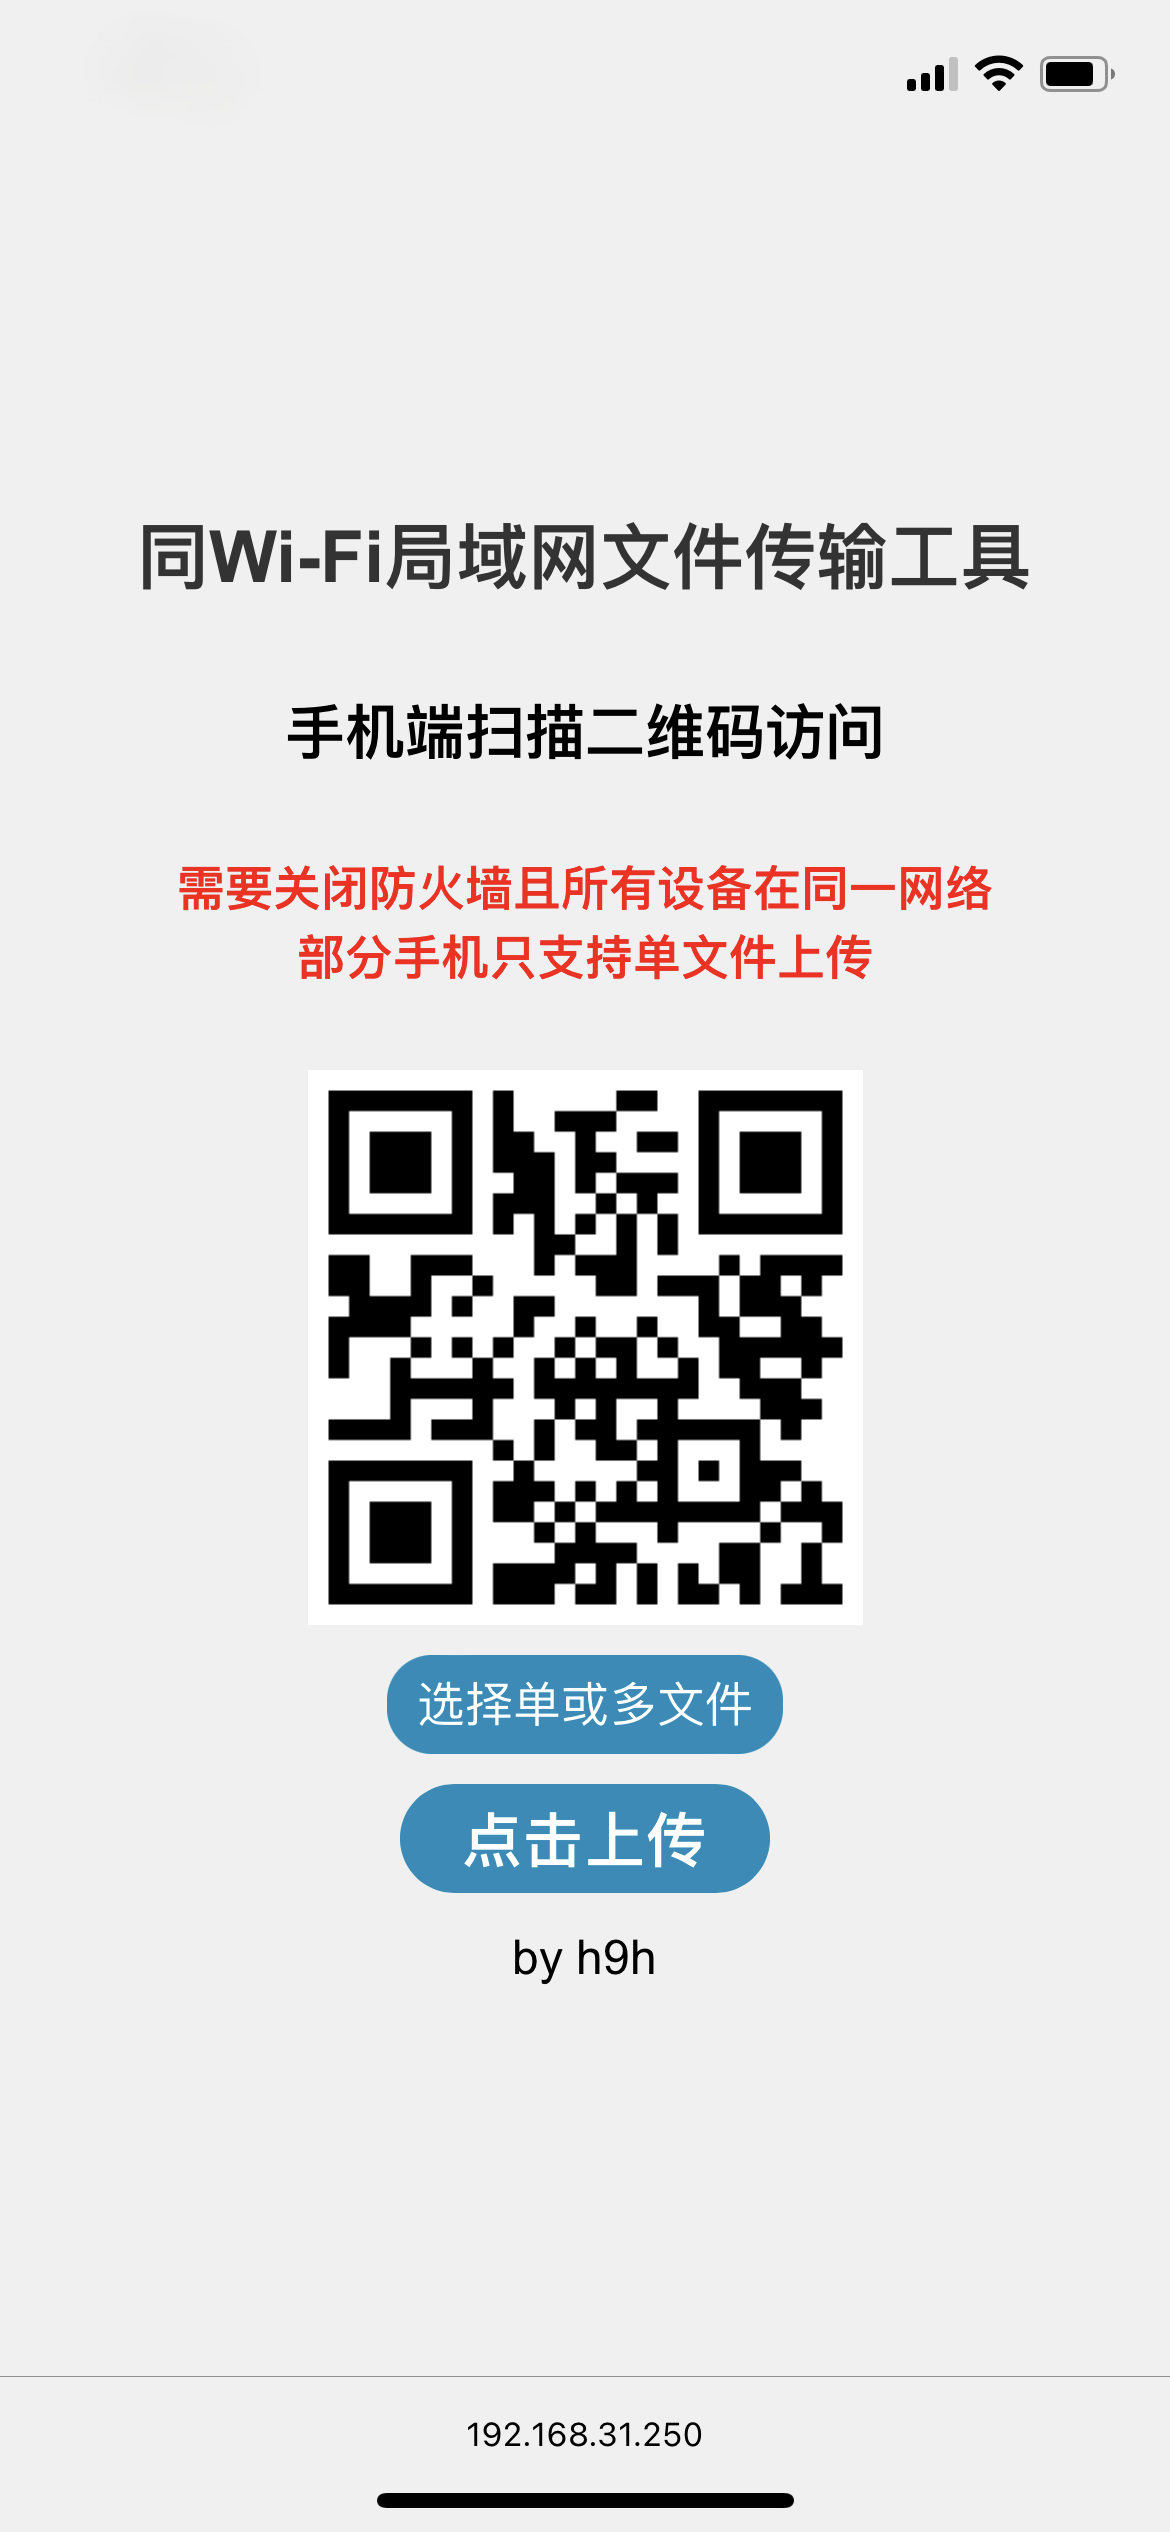 同Wi-Fi局域网文件传输工具
手机端扫描二维码访问
需要关闭防火墙且所有设备在同一网络
部分手机只支持单文件上传
选择单或多文件
点击上传
by h9h
192.168.31.250